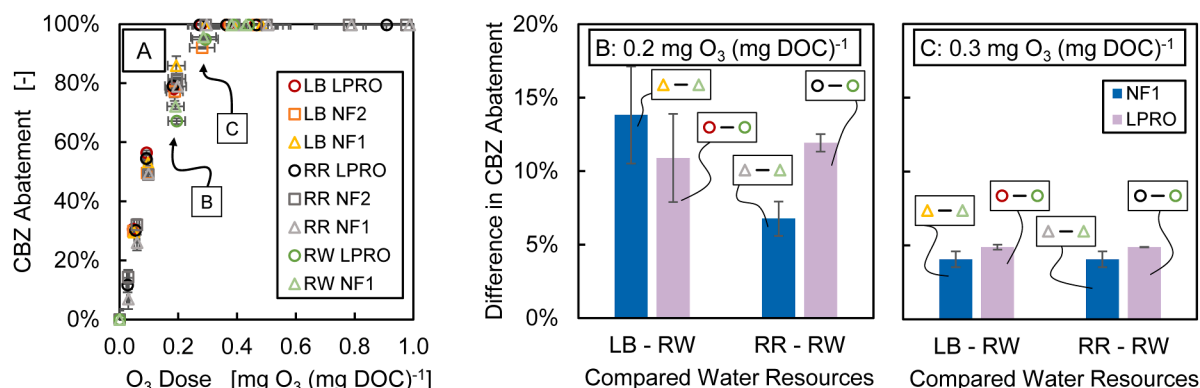 100%
80%
60%
40%
20%
0%
CBZ Abatement [-]
A
C
B
LB LPRO
LB NF2
LB NF1
RR LPRO
RR NF2
RR NF1
RW LPRO
RW NF1
0.0 0.2 0.4 0.6 0.8 1.0
O₃ Dose [mg O₃ (mg DOC)⁻¹]
Difference in CBZ Abatement
20%
15%
10%
5%
0%
B: 0.2 mg O₃ (mg DOC)⁻¹
LB - RW RR - RW
Compared Water Resources
C: 0.3 mg O₃ (mg DOC)⁻¹
NF1
LPRO
LB - RW RR - RW
Compared Water Resources